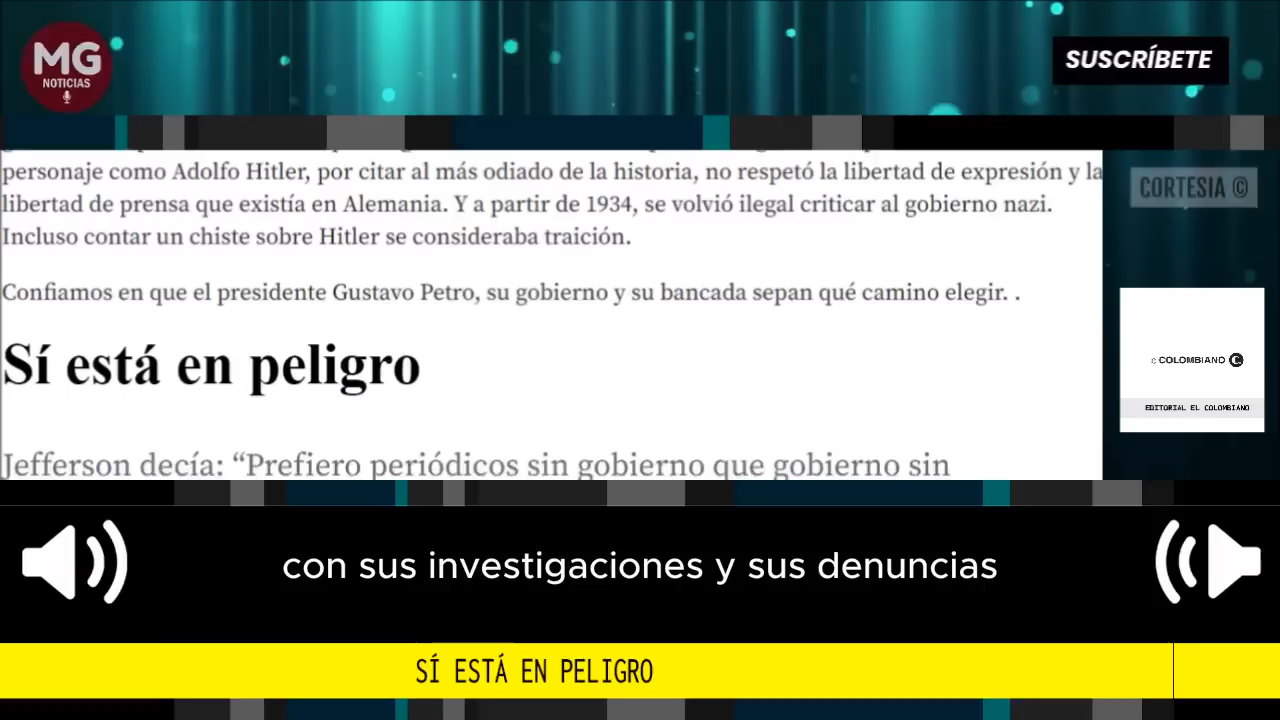 MG
NOTICIAS
SUSCRÍBETE
personaje como Adolfo Hitler, por citar al más odiado de la historia, no respetó la libertad de expresión y la
libertad de prensa que existía en Alemania. Y a partir de 1934, se volvió ilegal criticar al gobierno nazi.
Incluso contar un chiste sobre Hitler se consideraba traición.
Confiamos en que el presidente Gustavo Petro, su gobierno y su bancada sepan qué camino elegir. .
Sí está en peligro
Jefferson decía: “Prefiero periódicos sin gobierno que gobierno sin
CORTESIA ©
COLOMBIANO C
EDITORIAL EL COLOMBIANO
con sus investigaciones y sus denuncias
SÍ ESTÁ EN PELIGRO